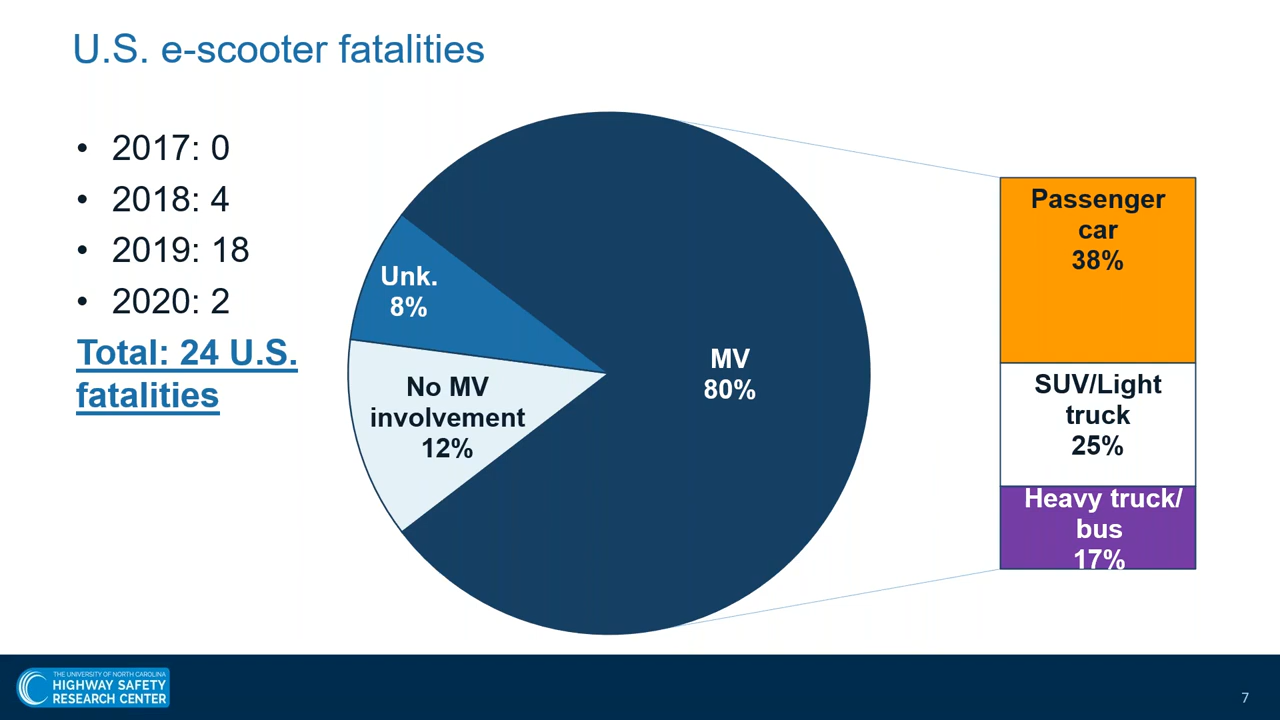 U.S. e-scooter fatalities
• 2017: 0
• 2018: 4
• 2019: 18
• 2020: 2
Total: 24 U.S.
fatalities
Unk.
8%
No MV
involvement
12%
MV
80%
Passenger
car
38%
SUV/Light
truck
25%
Heavy truck/
bus
17%
THE UNIVERSITY OF NORTH CAROLINA
HIGHWAY SAFETY
RESEARCH CENTER
7